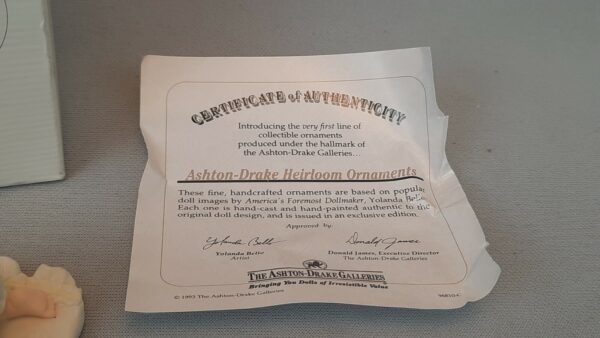 CERTIFICATE of AUTHENTICITY
Introducing the very first line of
collectible ornaments
produced under the hallmark of
the Ashton-Drake Galleries...
Ashton-Drake Heirloom Ornaments
These fine, handcrafted ornaments are based on popular
doll images by America's Foremost Dollmaker, Yolanda Bello.
Each one is hand-cast and hand-painted authentic to the
original doll design, and is issued in an exclusive edition.
Approved by:
Yolanda Bello Donald James
Yolanda Bello Donald James, Executive Director
Artist The Ashton-Drake Galleries
THE ASHTON-DRAKE GALLERIES
Bringing You Dolls of Irresistible Value
© 1993 The Ashton-Drake Galleries